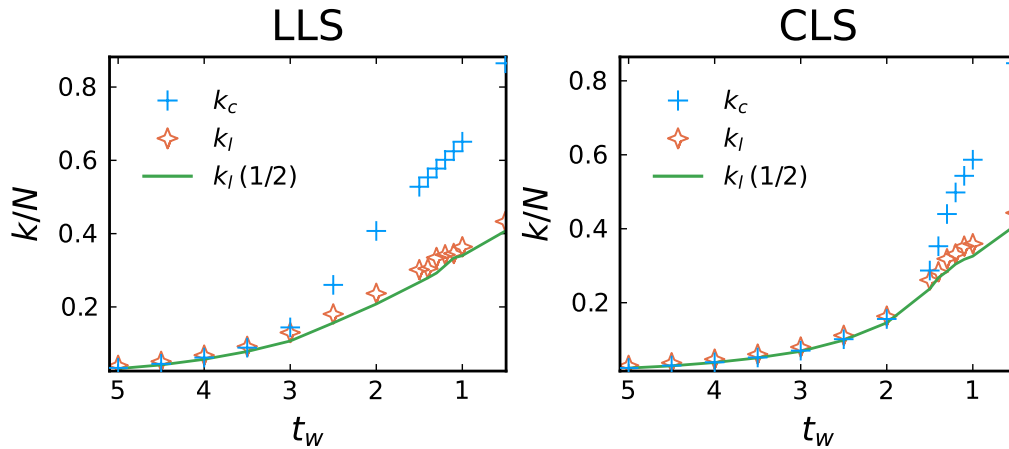 LLS
k/N
0.8
0.6
0.4
0.2
k_c
k_l
k_l (1/2)
5 4 3 2 1
t_w
CLS
k/N
0.8
0.6
0.4
0.2
k_c
k_l
k_l (1/2)
5 4 3 2 1
t_w